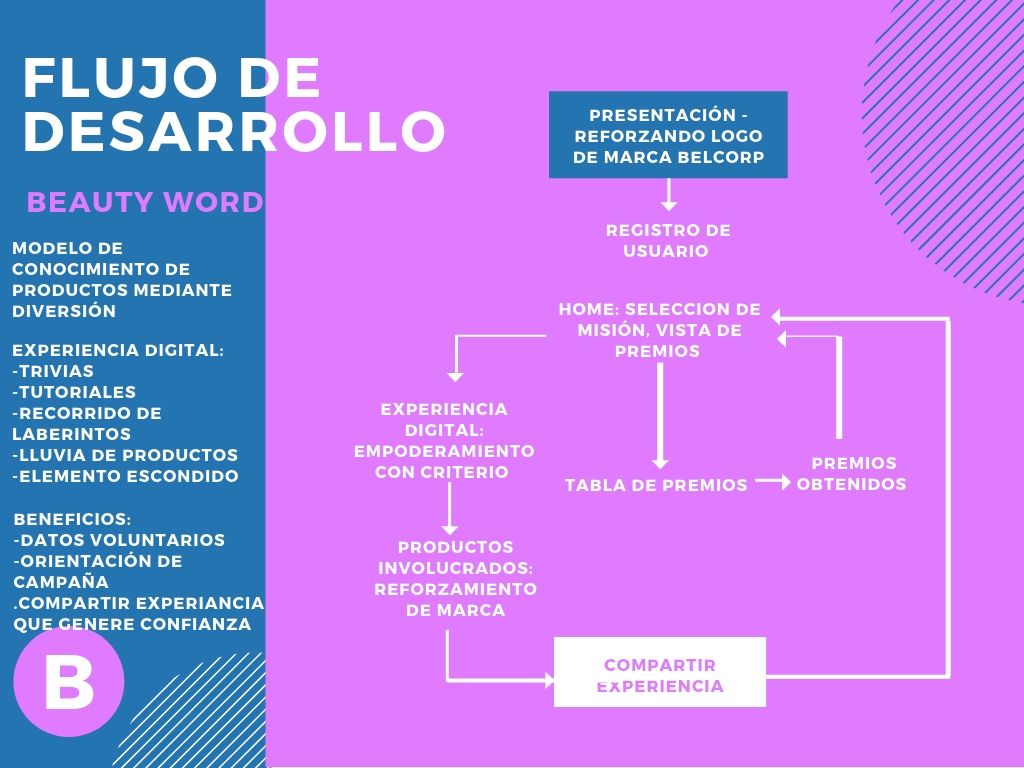 FLUJO DE
DESARROLLO
BEAUTY WORD
MODELO DE
CONOCIMIENTO DE
PRODUCTOS MEDIANTE
DIVERSIÓN
EXPERIENCIA DIGITAL:
-TRIVIAS
-TUTORIALES
-RECORRIDO DE
LABERINTOS
-LLUVIA DE PRODUCTOS
-ELEMENTO ESCONDIDO
BENEFICIOS:
-DATOS VOLUNTARIOS
-ORIENTACIÓN DE
CAMPAÑA
.COMPARTIR EXPERIANCIA
QUE GENERE CONFIANZA
B
PRESENTACIÓN -
REFORZANDO LOGO
DE MARCA BELCORP
REGISTRO DE
USUARIO
HOME: SELECCION DE
MISIÓN, VISTA DE
PREMIOS
EXPERIENCIA
DIGITAL:
EMPODERAMIENTO
CON CRITERIO
TABLA DE PREMIOS
PREMIOS
OBTENIDOS
PRODUCTOS
INVOLUCRADOS:
REFORZAMIENTO
DE MARCA
COMPARTIR
EXPERIENCIA